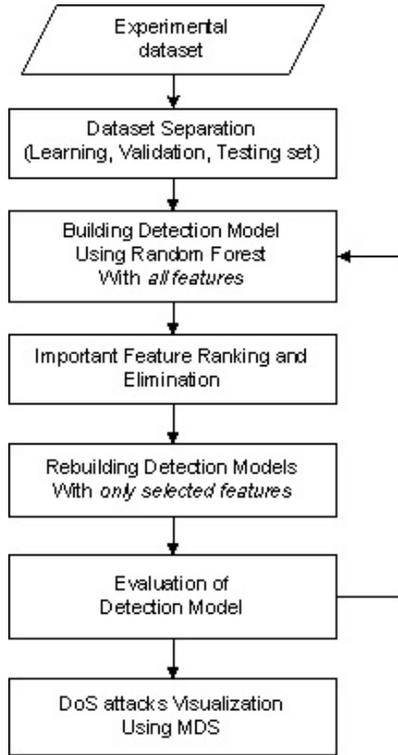 Experimental
dataset
Dataset Separation
(Learning, Validation, Testing set)
Building Detection Model
Using Random Forest
With all features
Important Feature Ranking and
Elimination
Rebuilding Detection Models
With only selected features
Evaluation of
Detection Model
DoS attacks Visualization
Using MDS